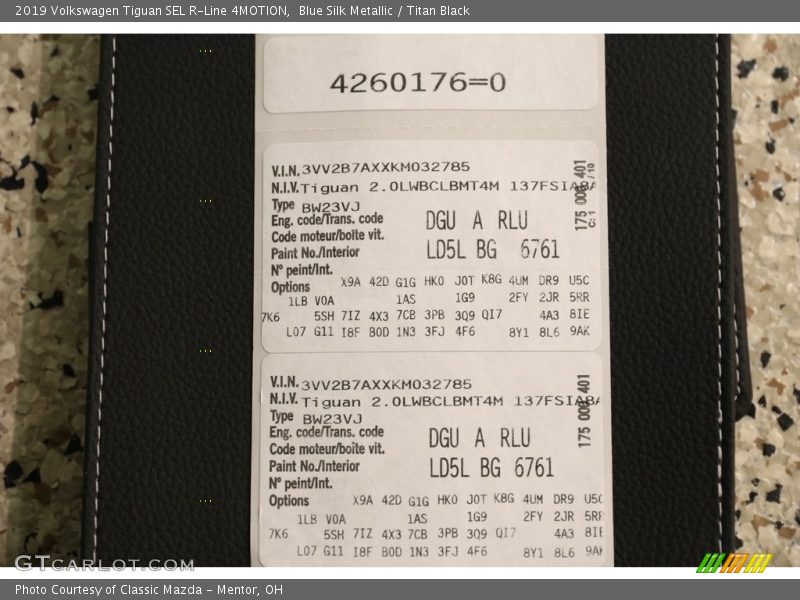 2019 Volkswagen Tiguan SEL R-Line 4MOTION,  Blue Silk Metallic / Titan Black
4260176=0
V.I.N. 3VV2B7AXXKM032785
N.I.V. Tiguan 2.0LWBCLBMT4M 137FSIA8A
Type BW23VJ
Eng. code/Trans. code
Code moteur/boite vit. DGU A RLU
Paint No./Interior LD5L BG 6761
N° peint/Int.
Options X9A 42D G1G HK0 J0T K8G 4UM DR9 U5C
1LB V0A 1AS 1G9 2FY 2JR 5RR
7K6 5SH 7IZ 4X3 7CB 3PB 3Q9 QI7 4A3 8IE
L07 G11 I8F B0D 1N3 3FJ 4F6 8Y1 8L6 9AK
175 008 401
C: 1 / 10
V.I.N. 3VV2B7AXXKM032785
N.I.V. Tiguan 2.0LWBCLBMT4M 137FSIA8A
Type BW23VJ
Eng. code/Trans. code
Code moteur/boite vit. DGU A RLU
Paint No./Interior LD5L BG 6761
N° peint/Int.
Options X9A 42D G1G HK0 J0T K8G 4UM DR9 U5C
1LB V0A 1AS 1G9 2FY 2JR 5RR
7K6 5SH 7IZ 4X3 7CB 3PB 3Q9 QI7 4A3 8IE
L07 G11 I8F B0D 1N3 3FJ 4F6 8Y1 8L6 9AK
175 008 401
GTCARLOT.COM
Photo Courtesy of Classic Mazda - Mentor, OH